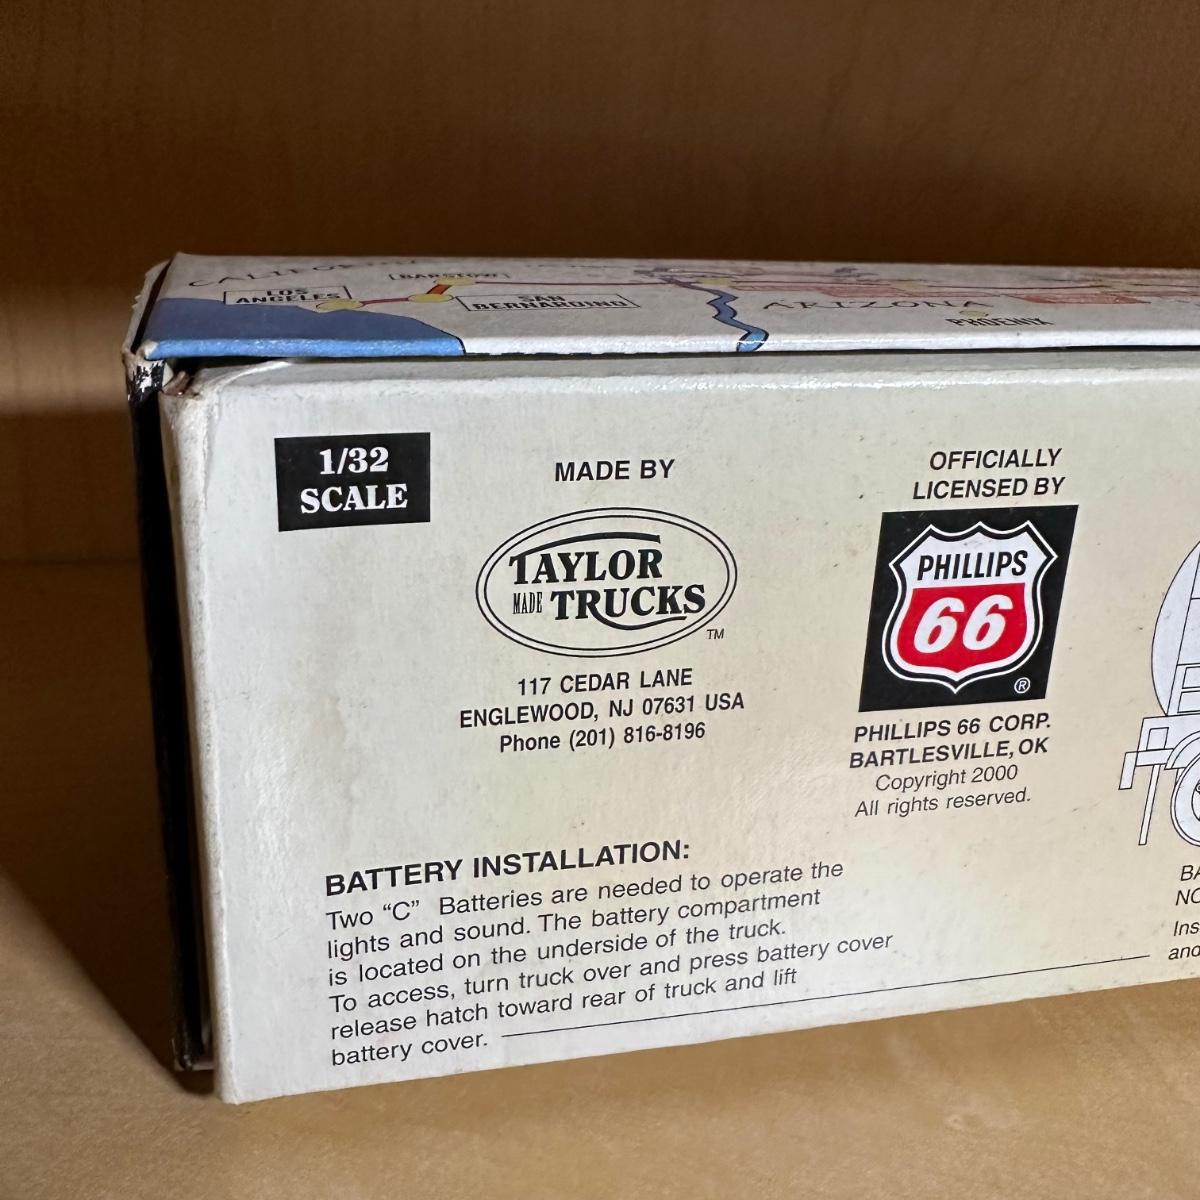 CALIFORNIA
BARSTOW
LOS
ANGELES
SAN
BERNARDINO
ARIZONA
PHOENIX
1/32
SCALE
MADE BY
TAYLOR
MADE TRUCKS
TM
117 CEDAR LANE
ENGLEWOOD, NJ 07631 USA
Phone (201) 816-8196
OFFICIALLY
LICENSED BY
PHILLIPS
66
®
PHILLIPS 66 CORP.
BARTLESVILLE, OK
Copyright 2000
All rights reserved.
BATTERY INSTALLATION:
Two “C” Batteries are needed to operate the
lights and sound. The battery compartment
is located on the underside of the truck.
To access, turn truck over and press battery cover
release hatch toward rear of truck and lift
battery cover.
BA
NO
Ins
and